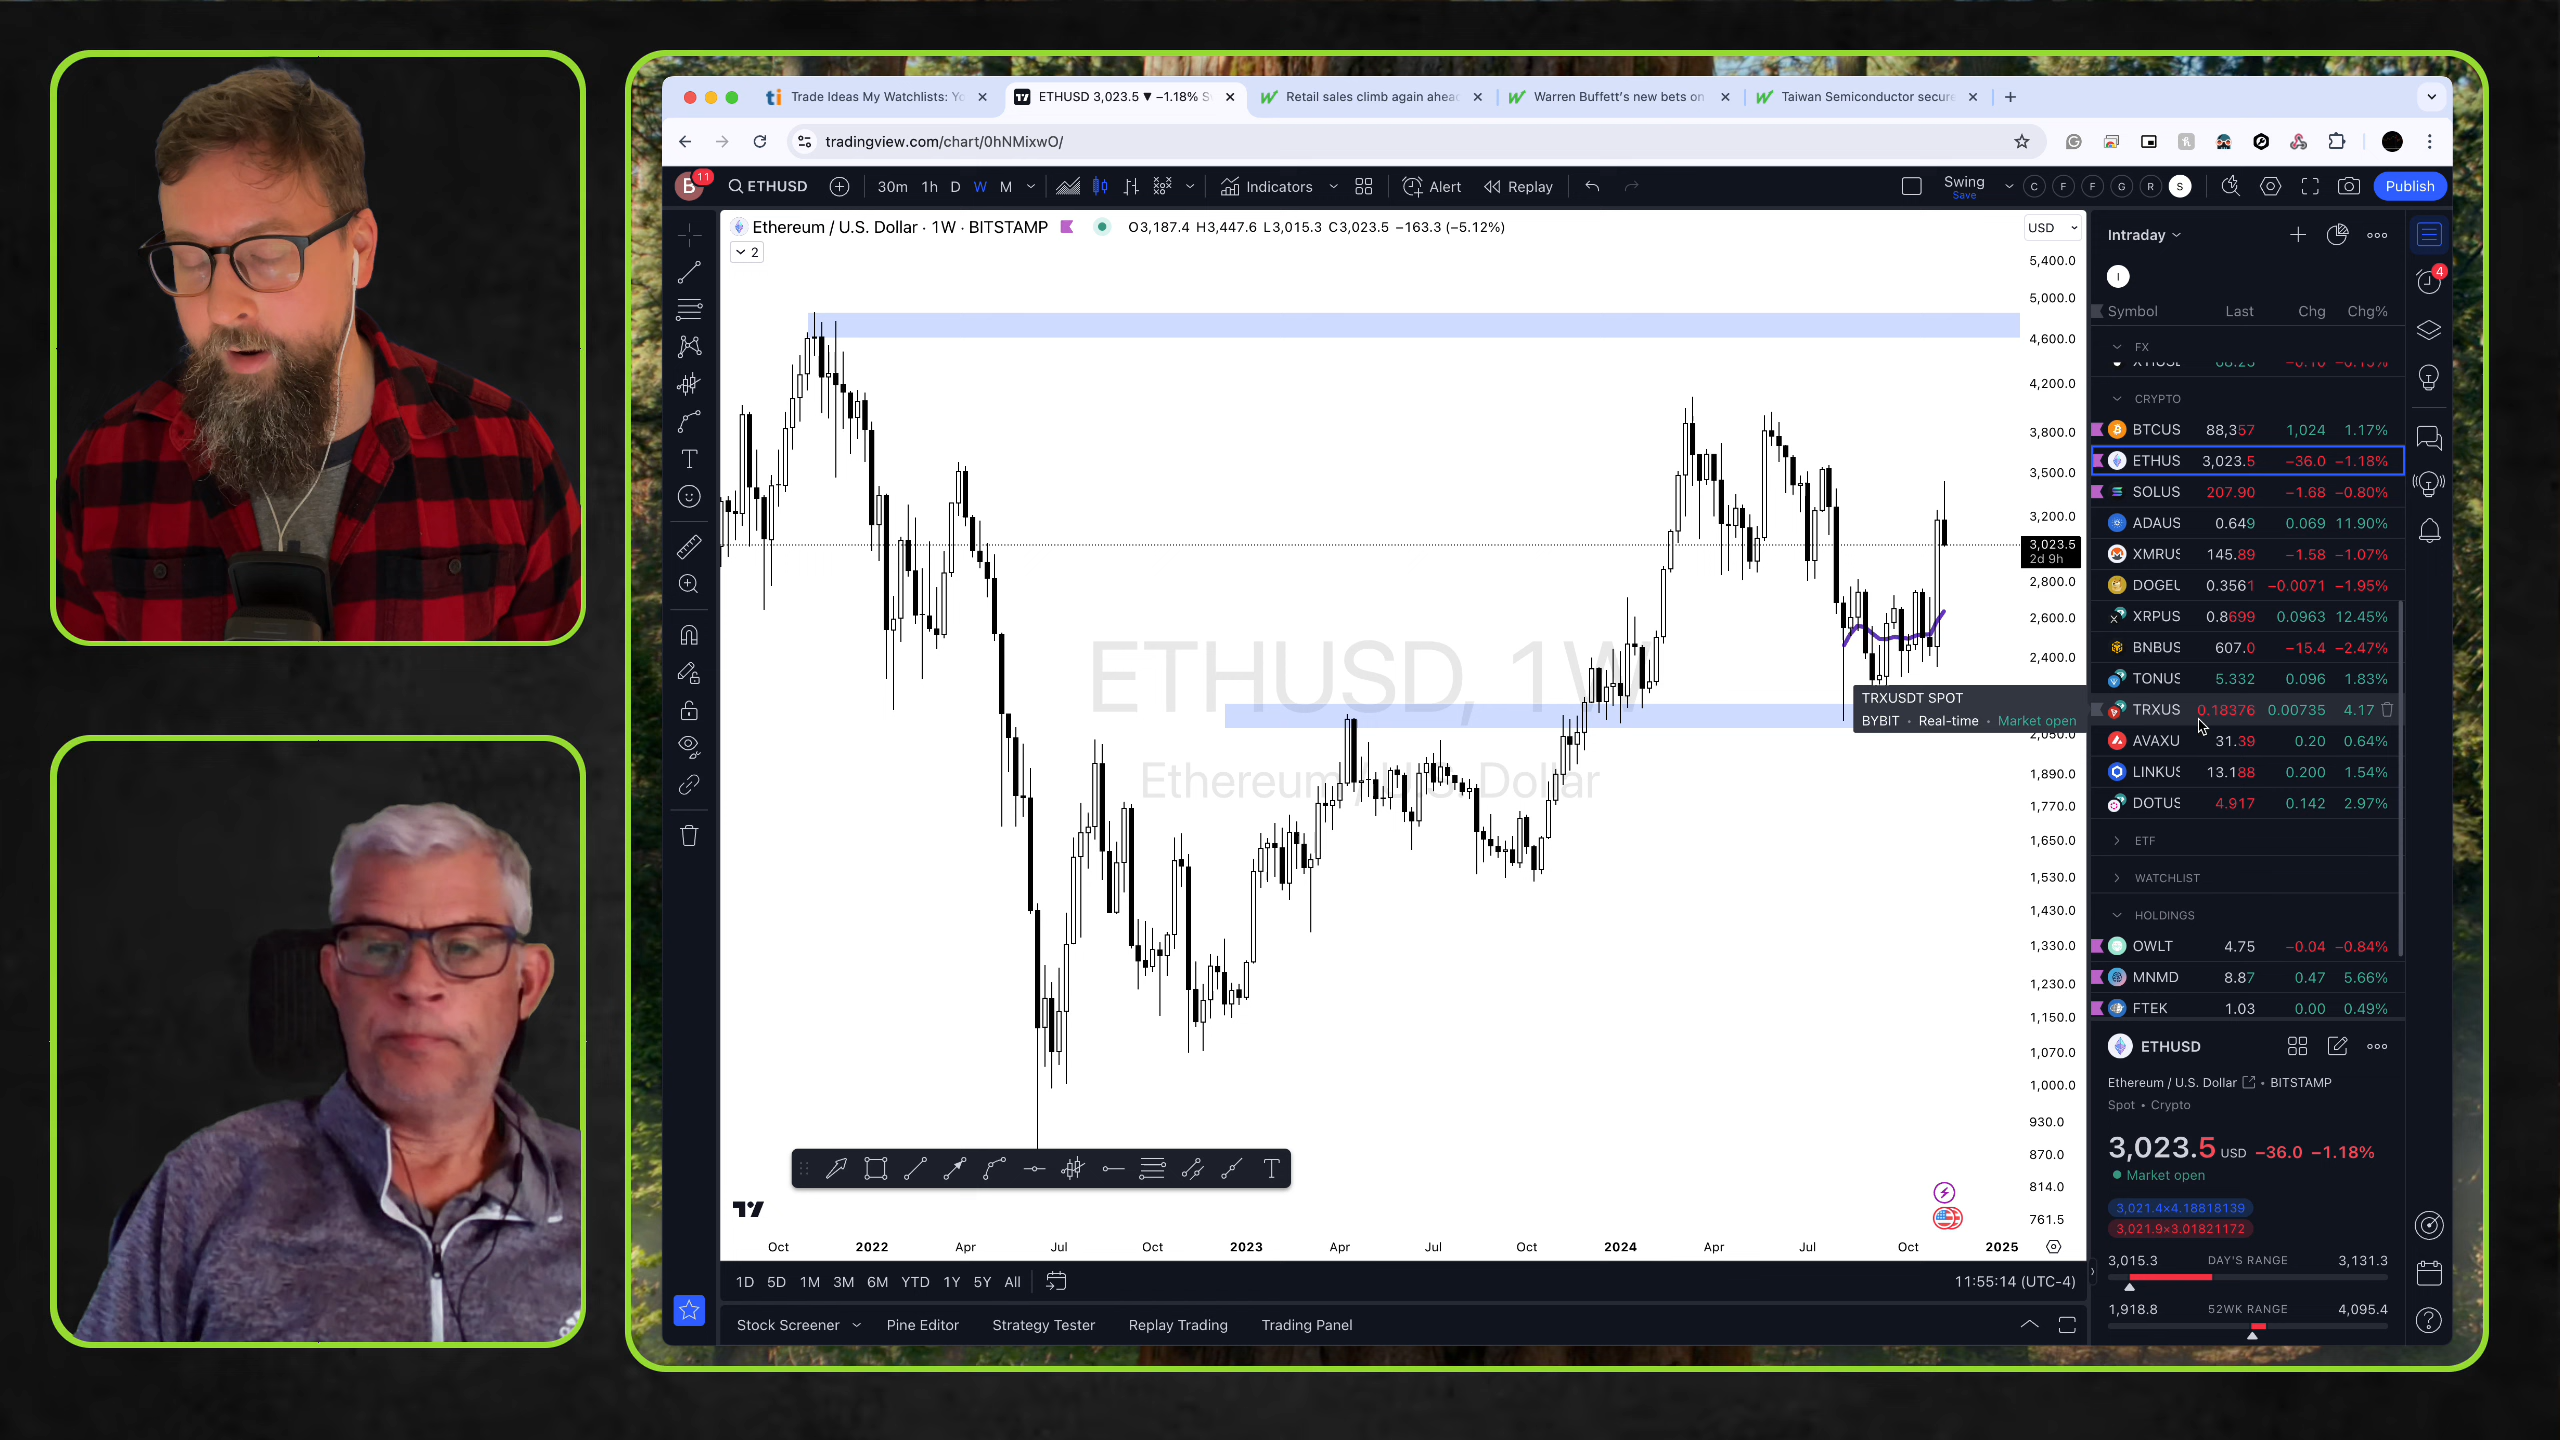 Trade Ideas My Watchlists: Yo
ETHUSD 3,023.5 ▼ −1.18% S
Retail sales climb again ahea
Warren Buffett's new bets on
Taiwan Semiconductor secure
tradingview.com/chart/0hNMixwO/
B 11 ETHUSD 30m 1h D W M Indicators Alert Replay Swing Save C F F G R S Publish
Ethereum / U.S. Dollar · 1W · BITSTAMP O3,187.4 H3,447.6 L3,015.3 C3,023.5 −163.3 (−5.12%)
2
USD
5,400.0
5,000.0
4,600.0
4,200.0
3,800.0
3,500.0
3,200.0
3,023.5
2d 9h
2,800.0
2,600.0
2,400.0
2,050.0
1,890.0
1,770.0
1,650.0
1,530.0
1,430.0
1,330.0
1,230.0
1,150.0
1,070.0
1,000.0
930.0
870.0
814.0
761.5
ETHUSD, 1W
Ethereum / U.S. Dollar
TRXUSDT SPOT
BYBIT • Real-time • Market open
Oct 2022 Apr Jul Oct 2023 Apr Jul Oct 2024 Apr Jul Oct 2025
1D 5D 1M 3M 6M YTD 1Y 5Y All
11:55:14 (UTC-4)
Stock Screener Pine Editor Strategy Tester Replay Trading Trading Panel
Intraday
I
4
Symbol Last Chg Chg%
FX
CRYPTO
BTCUS 88,357 1,024 1.17%
ETHUS 3,023.5 −36.0 −1.18%
SOLUS 207.90 −1.68 −0.80%
ADAUS 0.649 0.069 11.90%
XMRUS 145.89 −1.58 −1.07%
DOGEU 0.3561 −0.0071 −1.95%
XRPUS 0.8699 0.0963 12.45%
BNBUS 607.0 −15.4 −2.47%
TONUS 5.332 0.096 1.83%
TRXUS 0.18376 0.00735 4.17
AVAXU 31.39 0.20 0.64%
LINKUS 13.188 0.200 1.54%
DOTUS 4.917 0.142 2.97%
ETF
WATCHLIST
HOLDINGS
OWLT 4.75 −0.04 −0.84%
MNMD 8.87 0.47 5.66%
FTEK 1.03 0.00 0.49%
ETHUSD
Ethereum / U.S. Dollar • BITSTAMP
Spot • Crypto
3,023.5 USD −36.0 −1.18%
Market open
3,021.4×4.18818139
3,021.9×3.01821172
3,015.3 DAY'S RANGE 3,131.3
1,918.8 52WK RANGE 4,095.4